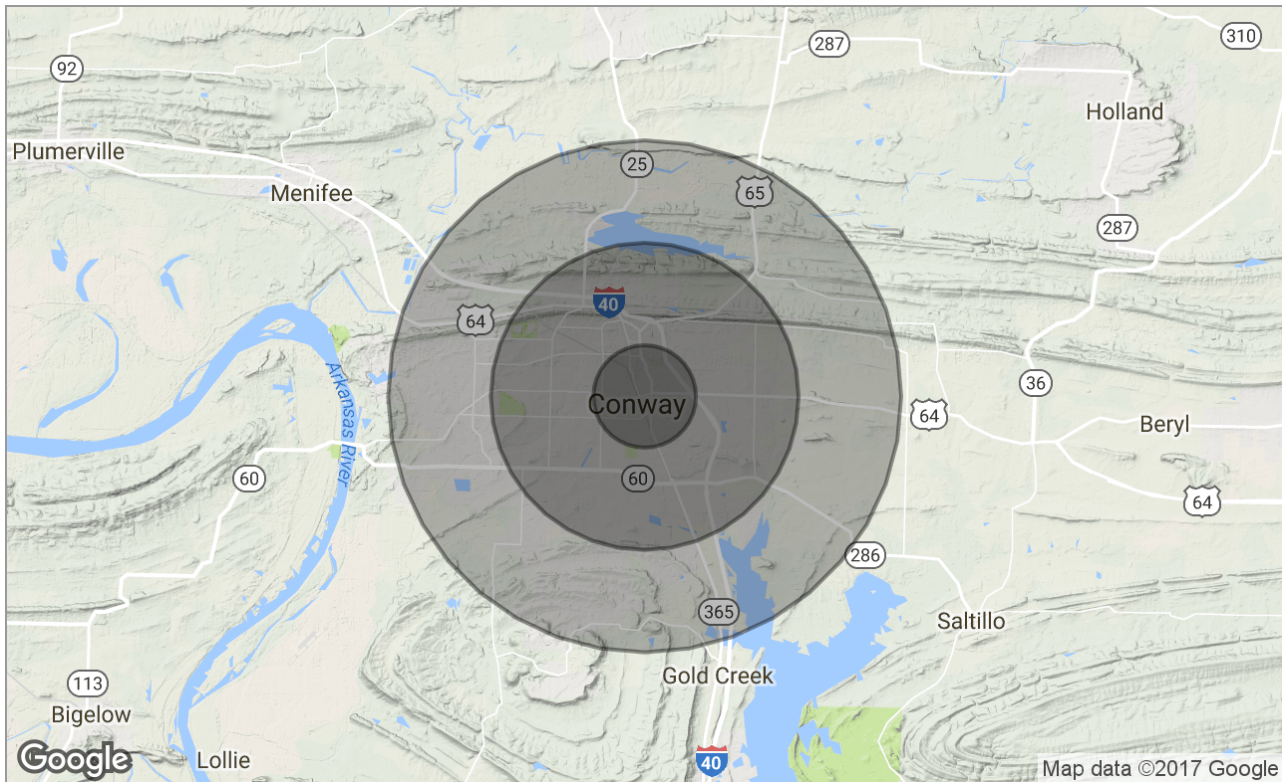 310
287
92
Holland
Plumerville
25
Menifee
65
287
40
64
36
Arkansas River
Conway
64
Beryl
60
60
64
286
365
Saltillo
Gold Creek
113
Bigelow
Lollie
40
Google
Map data ©2017 Google